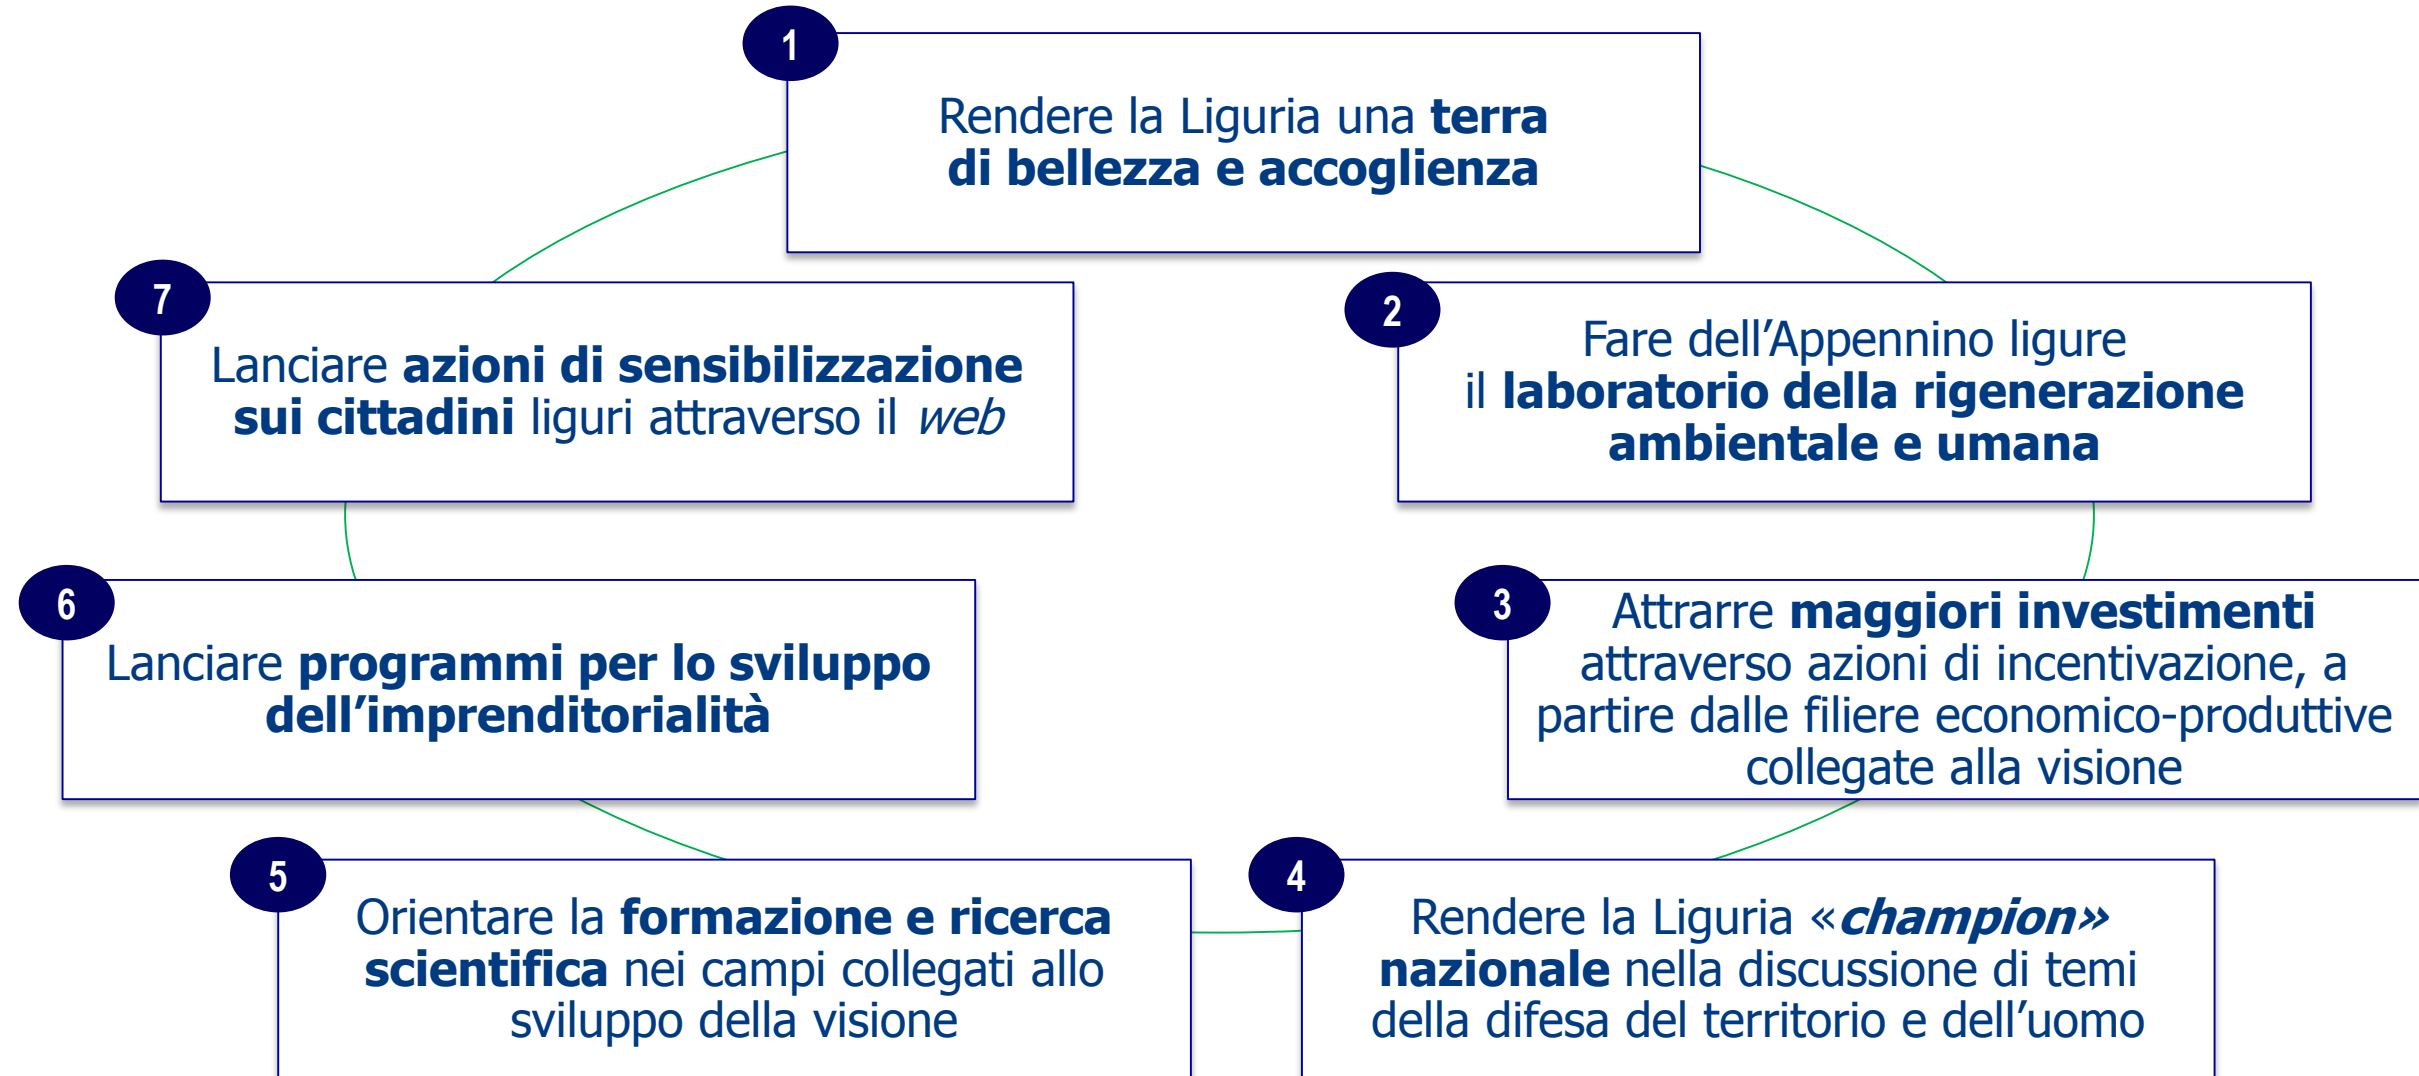 1
Rendere la Liguria una terra
di bellezza e accoglienza
2
Fare dell’Appennino ligure
il laboratorio della rigenerazione
ambientale e umana
3
Attrarre maggiori investimenti
attraverso azioni di incentivazione, a
partire dalle filiere economico-produttive
collegate alla visione
4
Rendere la Liguria «champion»
nazionale nella discussione di temi
della difesa del territorio e dell’uomo
5
Orientare la formazione e ricerca
scientifica nei campi collegati allo
sviluppo della visione
6
Lanciare programmi per lo sviluppo
dell’imprenditorialità
7
Lanciare azioni di sensibilizzazione
sui cittadini liguri attraverso il web